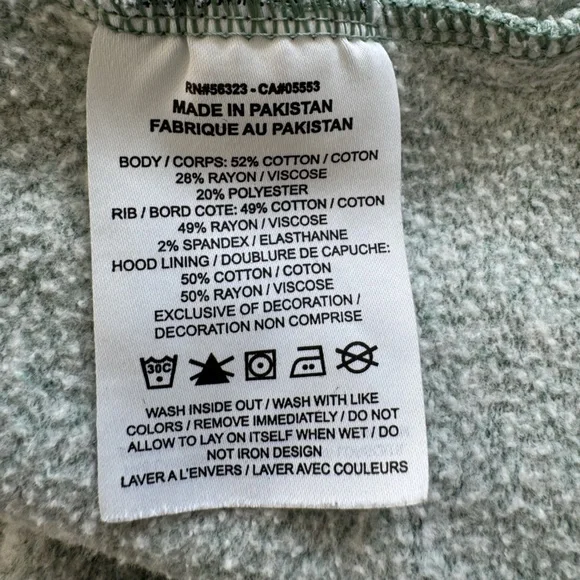 RN#56323 - CA#05553
MADE IN PAKISTAN
FABRIQUE AU PAKISTAN
BODY / CORPS: 52% COTTON / COTON
28% RAYON / VISCOSE
20% POLYESTER
RIB / BORD COTE: 49% COTTON / COTON
49% RAYON / VISCOSE
2% SPANDEX / ELASTHANNE
HOOD LINING / DOUBLURE DE CAPUCHE:
50% COTTON / COTON
50% RAYON / VISCOSE
EXCLUSIVE OF DECORATION /
DECORATION NON COMPRISE
30C
WASH INSIDE OUT / WASH WITH LIKE
COLORS / REMOVE IMMEDIATELY / DO NOT
ALLOW TO LAY ON ITSELF WHEN WET / DO
NOT IRON DESIGN
LAVER A L'ENVERS / LAVER AVEC COULEURS